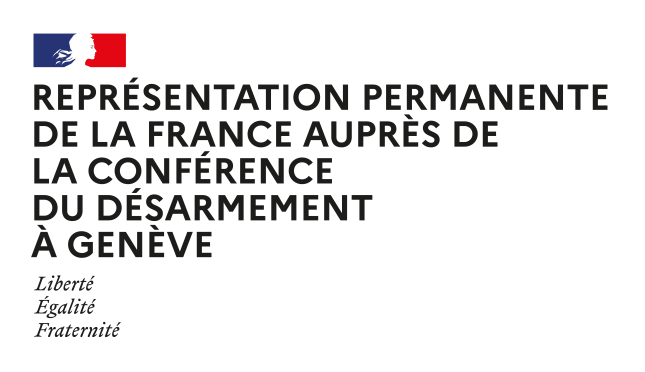 REPRÉSENTATION PERMANENTE
DE LA FRANCE AUPRÈS DE
LA CONFÉRENCE
DU DÉSARMEMENT
À GENÈVE
Liberté
Égalité
Fraternité